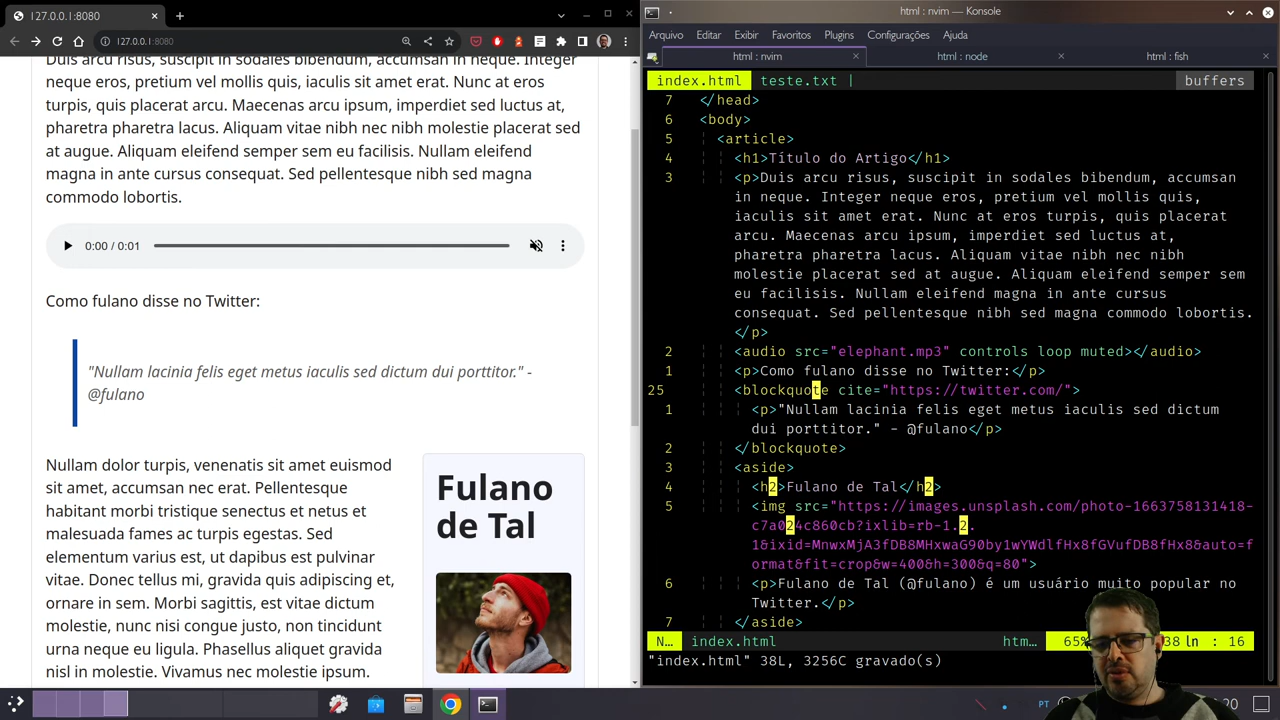 127.0.0.1:8080
127.0.0.1:8080
Duis arcu risus, suscipit in sodales bibendum, accumsan in neque. Integer
neque eros, pretium vel mollis quis, iaculis sit amet erat. Nunc at eros
turpis, quis placerat arcu. Maecenas arcu ipsum, imperdiet sed luctus at,
pharetra pharetra lacus. Aliquam vitae nibh nec nibh molestie placerat sed
at augue. Aliquam eleifend semper sem eu facilisis. Nullam eleifend
magna in ante cursus consequat. Sed pellentesque nibh sed magna
commodo lobortis.
0:00 / 0:01
Como fulano disse no Twitter:
"Nullam lacinia felis eget metus iaculis sed dictum dui porttitor." -
@fulano
Nullam dolor turpis, venenatis sit amet euismod
sit amet, accumsan nec erat. Pellentesque
habitant morbi tristique senectus et netus et
malesuada fames ac turpis egestas. Sed
elementum varius est, ut dapibus est pulvinar
vitae. Donec tellus mi, gravida quis adipiscing et,
ornare in sem. Morbi sagittis, est vitae dictum
molestie, nunc nisi congue justo, non tincidunt
urna neque eu ligula. Phasellus aliquet gravida
nisl in molestie. Vivamus nec molestie ipsum.
Fulano
de Tal
html : nvim — Konsole
Arquivo Editar Exibir Favoritos Plugins Configurações Ajuda
html : nvim html : node html : fish
index.html teste.txt | buffers
7 </head>
6 <body>
5 <article>
4 <h1>Título do Artigo</h1>
3 <p>Duis arcu risus, suscipit in sodales bibendum, accumsan
in neque. Integer neque eros, pretium vel mollis quis,
iaculis sit amet erat. Nunc at eros turpis, quis placerat
arcu. Maecenas arcu ipsum, imperdiet sed luctus at,
pharetra pharetra lacus. Aliquam vitae nibh nec nibh
molestie placerat sed at augue. Aliquam eleifend semper sem
eu facilisis. Nullam eleifend magna in ante cursus
consequat. Sed pellentesque nibh sed magna commodo lobortis.
</p>
2 <audio src="elephant.mp3" controls loop muted></audio>
1 <p>Como fulano disse no Twitter:</p>
25 <blockquote cite="https://twitter.com/">
1 <p>"Nullam lacinia felis eget metus iaculis sed dictum
dui porttitor." - @fulano</p>
2 </blockquote>
3 <aside>
4 <h2>Fulano de Tal</h2>
5 <img src="https://images.unsplash.com/photo-1663758131418-
c7a024c860cb?ixlib=rb-1.2.
1&ixid=MnwxMjA3fDB8MHxwaG90by1wYWdlfHx8fGVufDB8fHx8&auto=f
ormat&fit=crop&w=400&h=300&q=80">
6 <p>Fulano de Tal (@fulano) é um usuário muito popular no
Twitter.</p>
7 </aside>
N… index.html htm… 65% 38 ln : 16
"index.html" 38L, 3256C gravado(s)
PT 20